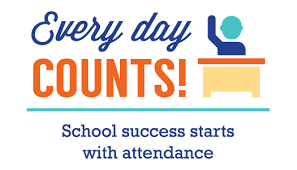 Every day
COUNTS!
School success starts
with attendance